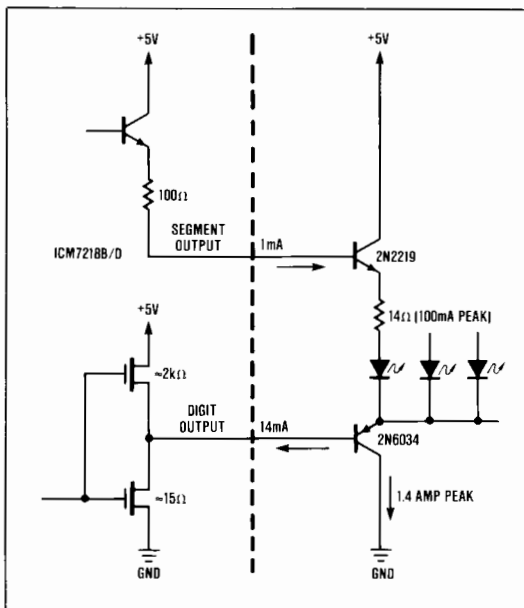 +5V
+5V
100Ω
SEGMENT
OUTPUT
1mA
ICM7218B/D
2N2219
14Ω (100mA PEAK)
+5V
≈2kΩ
DIGIT
OUTPUT
14mA
2N6034
≈15Ω
1.4 AMP PEAK
GND
GND